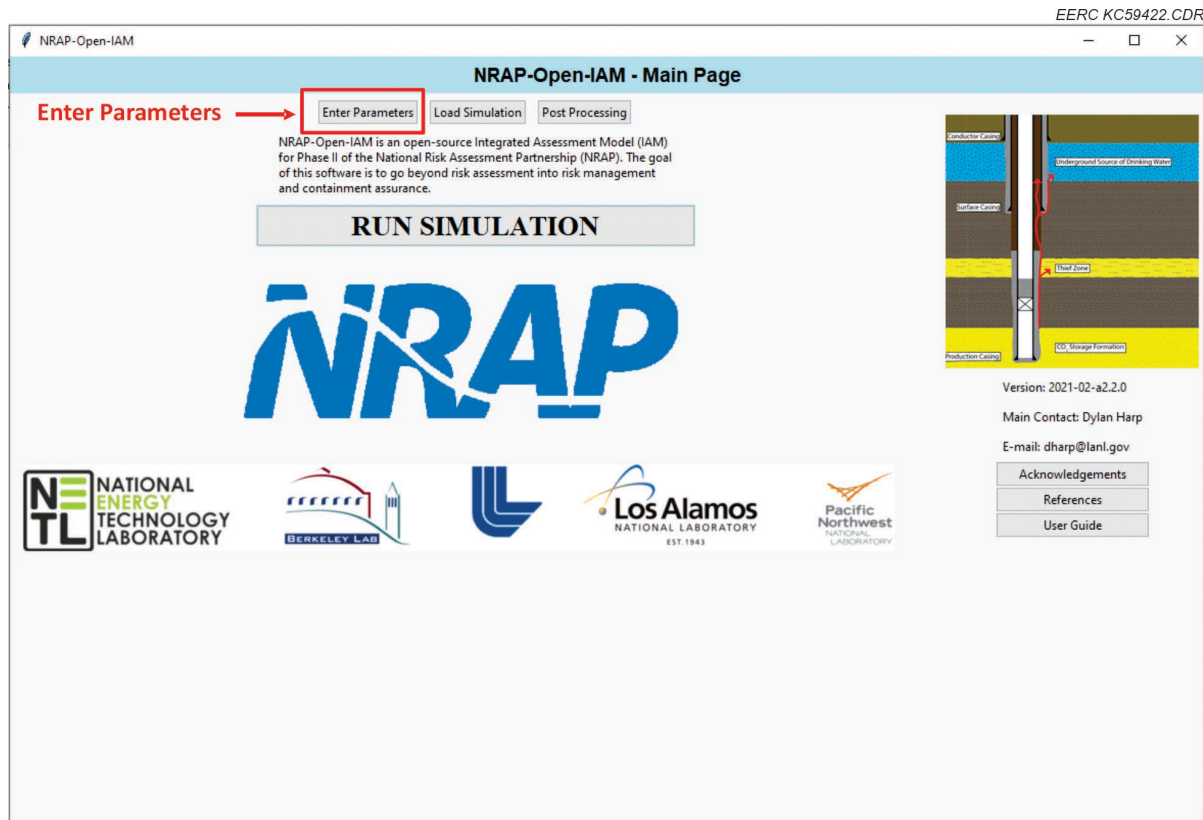 EERC KC59422.CDR
NRAP-Open-IAM
NRAP-Open-IAM - Main Page
Enter Parameters
Enter Parameters
Load Simulation
Post Processing
NRAP-Open-IAM is an open-source Integrated Assessment Model (IAM)
for Phase II of the National Risk Assessment Partnership (NRAP). The goal
of this software is to go beyond risk assessment into risk management
and containment assurance.
RUN SIMULATION
NRAP
Conductor Casing
Underground Source of Drinking Water
Surface Casing
Thief Zone
CO₂ Storage Formation
Production Casing
Version: 2021-02-a2.2.0
Main Contact: Dylan Harp
E-mail: dharp@lanl.gov
Acknowledgements
References
User Guide
NETL
NATIONAL
ENERGY
TECHNOLOGY
LABORATORY
BERKELEY LAB
Los Alamos
NATIONAL LABORATORY
EST.1943
Pacific
Northwest
NATIONAL
LABORATORY